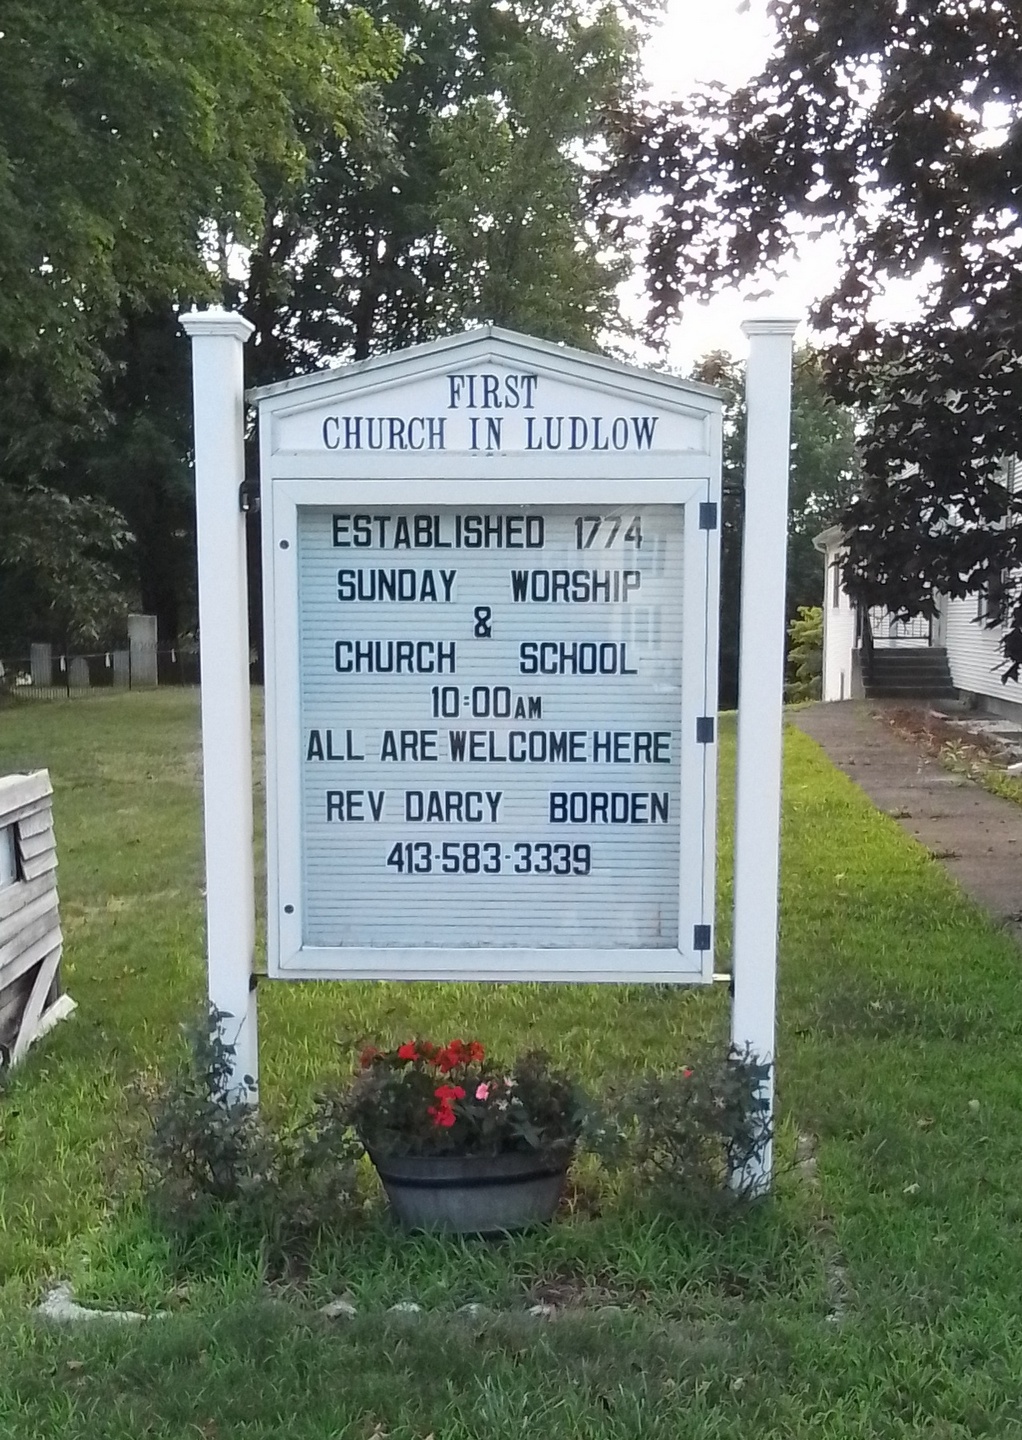 FIRST
CHURCH IN LUDLOW
ESTABLISHED 1774
SUNDAY WORSHIP
&
CHURCH SCHOOL
10:00AM
ALL ARE WELCOME HERE
REV DARCY BORDEN
413-583-3339